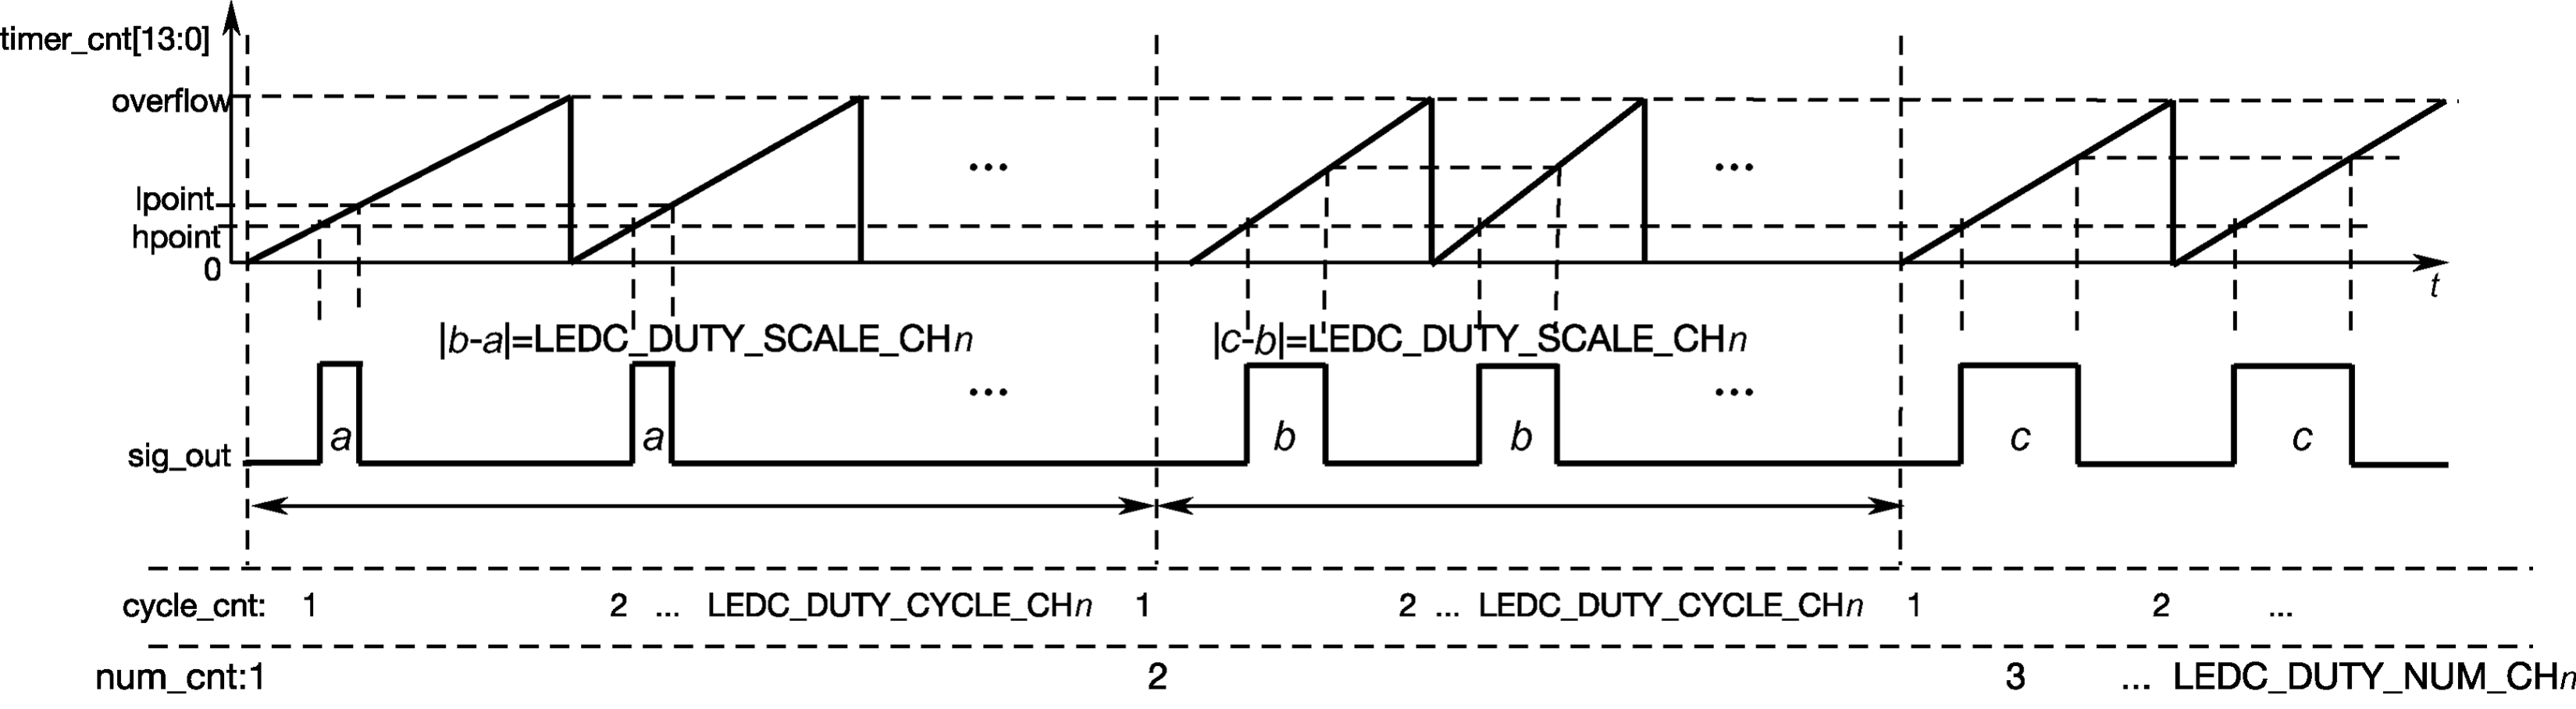 timer_cnt[13:0]
overflow
lpoint
hpoint
0
... ...
t
|b-a|=LEDC_DUTY_SCALE_CHn |c-b|=LEDC_DUTY_SCALE_CHn
... ...
a a b b c c
sig_out
cycle_cnt: 1 2 ... LEDC_DUTY_CYCLE_CHn 1 2 ... LEDC_DUTY_CYCLE_CHn 1 2 ...
num_cnt:1 2 3 ... LEDC_DUTY_NUM_CHn